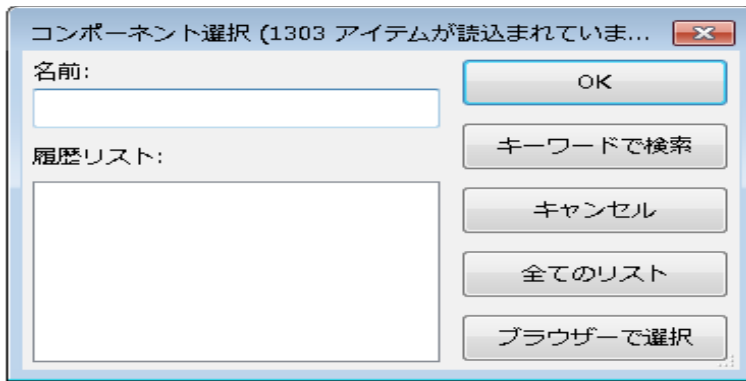 コンポーネント選択 (1303 アイテムが読込まれていま...
名前:
OK
キーワードで検索
履歴リスト:
キャンセル
全てのリスト
ブラウザーで選択